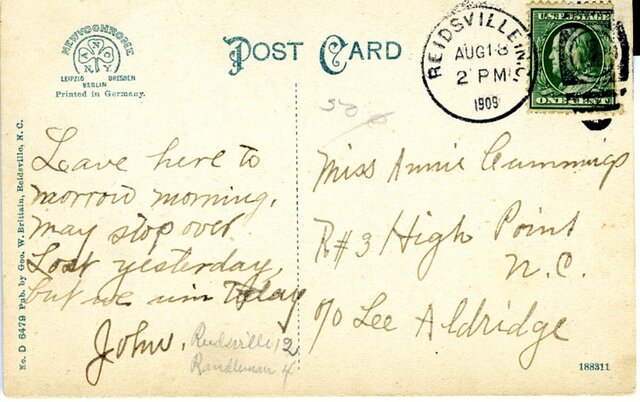 NEWVOCHROME
A N C
N.Y.
LEIPZIG DRESDEN
BERLIN
Printed in Germany.
POST CARD
REIDSVILLE, N.C.
AUG 18
2 PM
1909
U.S. POSTAGE
ONE CENT
50
Leave here to
morrow morning.
May stop over.
Lost yesterday,
but we win Today
John.
Reidsville 12
Randleman 4
Miss Annie Cummings
R#3 High Point
N.C.
c/o Lee Aldridge
No. D 6479 Pub. by Geo. W. Brittain, Reidsville, N. C.
188311